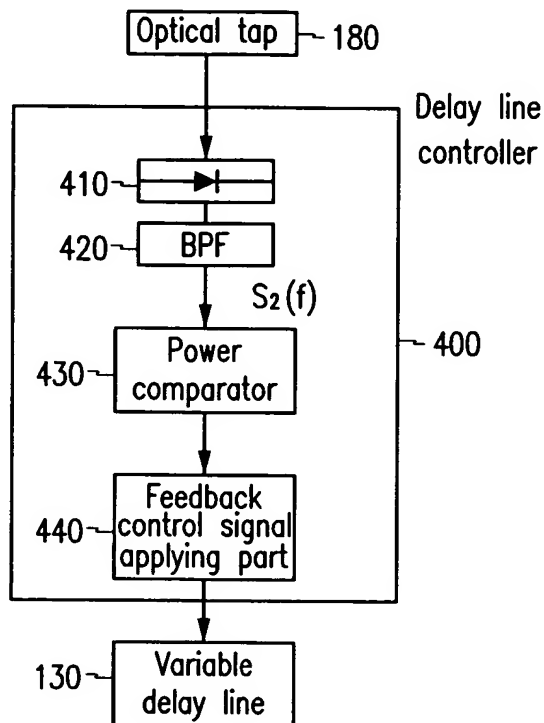 Optical tap
180
Delay line
controller
410
420
BPF
S₂(f)
Power
comparator
430
400
Feedback
control signal
applying part
440
Variable
delay line
130